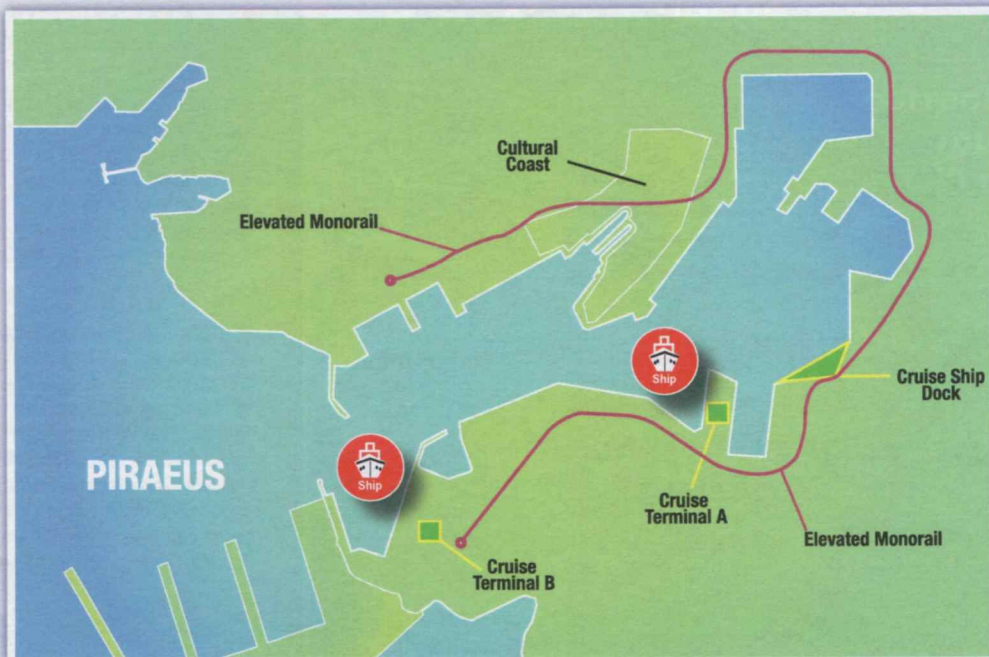 Cultural
Coast
Elevated Monorail
Ship
Cruise Ship
Dock
PIRAEUS
Ship
Cruise
Terminal A
Elevated Monorail
Cruise
Terminal B